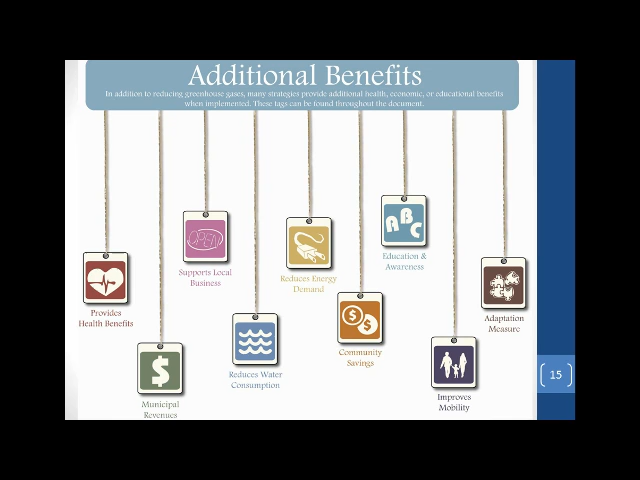 Additional Benefits
In addition to reducing greenhouse gases, many strategies provide additional health, economic, or educational benefits
when implemented. These tags can be found throughout the document.
OPEN
Supports Local
Business
Reduces Energy
Demand
ABC
Education &
Awareness
Provides
Health Benefits
Adaptation
Measure
$
Municipal
Revenues
Reduces Water
Consumption
$
$
Community
Savings
Improves
Mobility
15